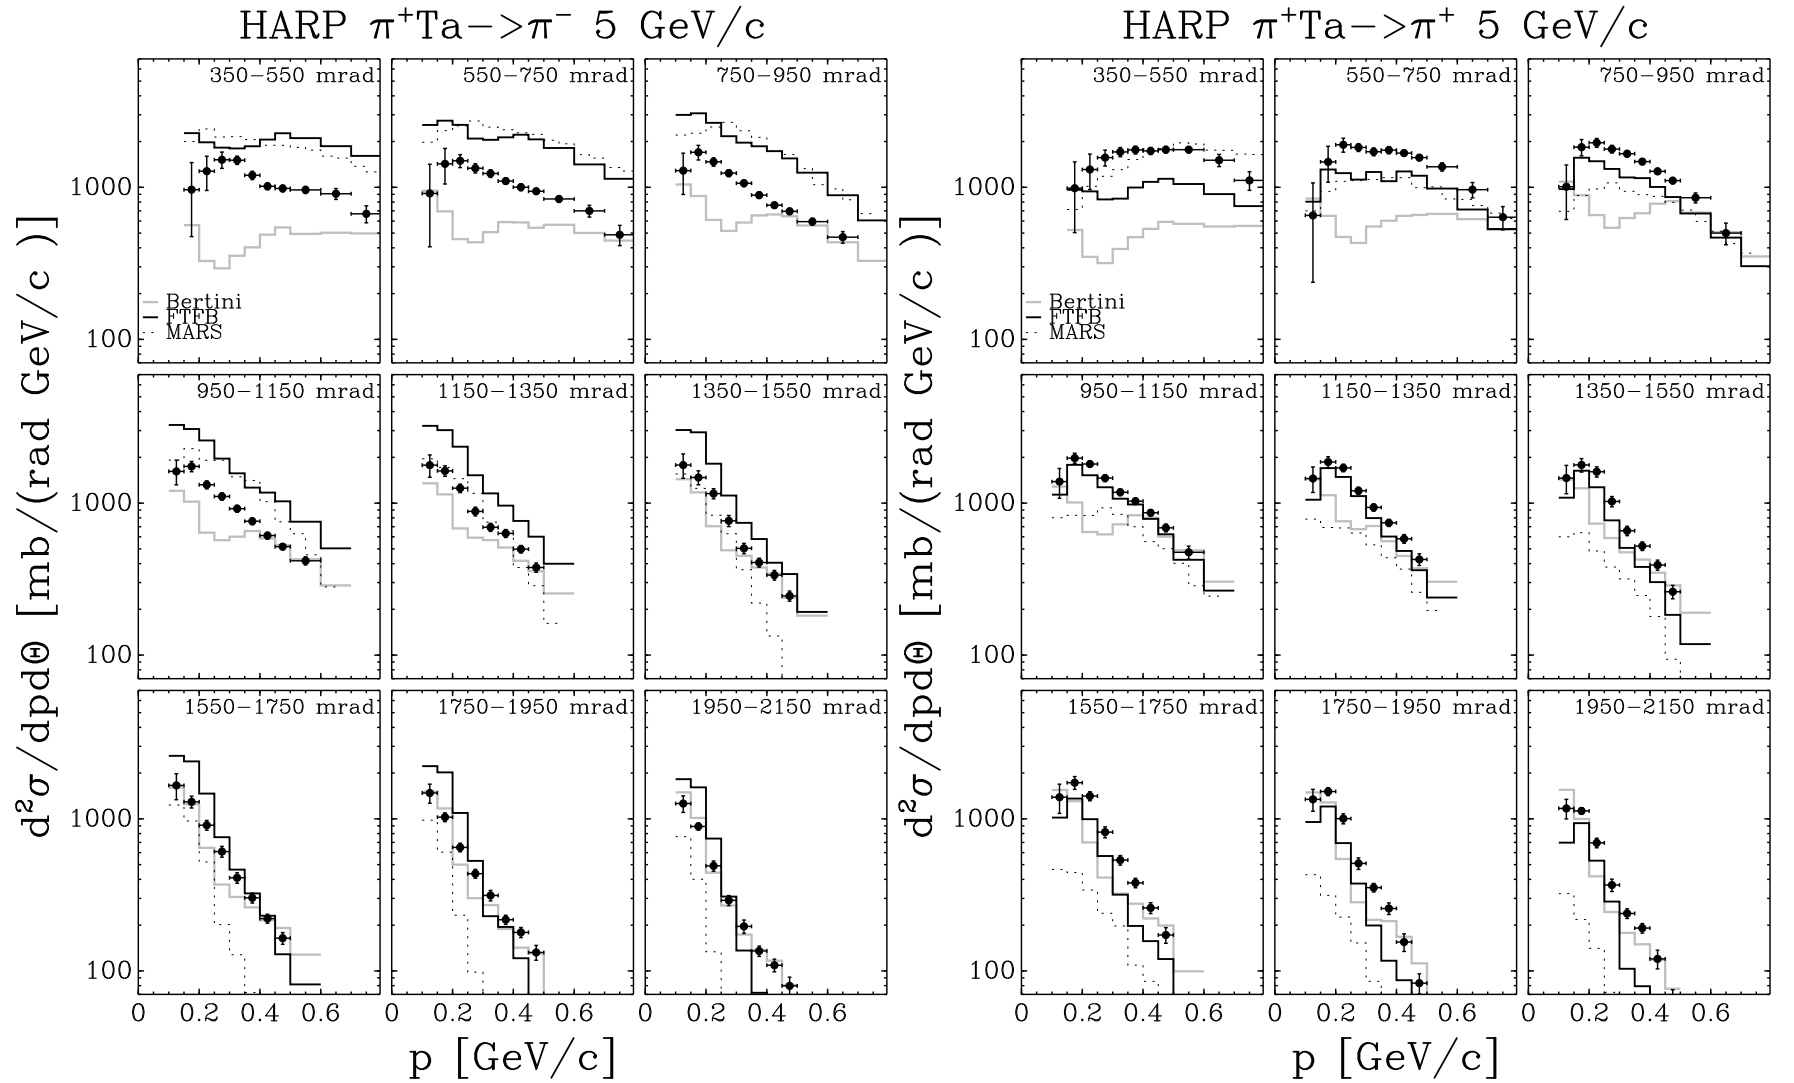 HARP π⁺Ta−>π⁻ 5 GeV/c
HARP π⁺Ta−>π⁺ 5 GeV/c
d²σ/dpdΘ [mb/(rad GeV/c )]
350−550 mrad
550−750 mrad
750−950 mrad
1000
100
Bertini
FTFB
MARS
950−1150 mrad
1150−1350 mrad
1350−1550 mrad
1000
100
1550−1750 mrad
1750−1950 mrad
1950−2150 mrad
1000
100
0 0.2 0.4 0.6
0 0.2 0.4 0.6
0 0.2 0.4 0.6
p [GeV/c]
d²σ/dpdΘ [mb/(rad GeV/c )]
350−550 mrad
550−750 mrad
750−950 mrad
1000
100
Bertini
FTFB
MARS
950−1150 mrad
1150−1350 mrad
1350−1550 mrad
1000
100
1550−1750 mrad
1750−1950 mrad
1950−2150 mrad
1000
100
0 0.2 0.4 0.6
0 0.2 0.4 0.6
0 0.2 0.4 0.6
p [GeV/c]